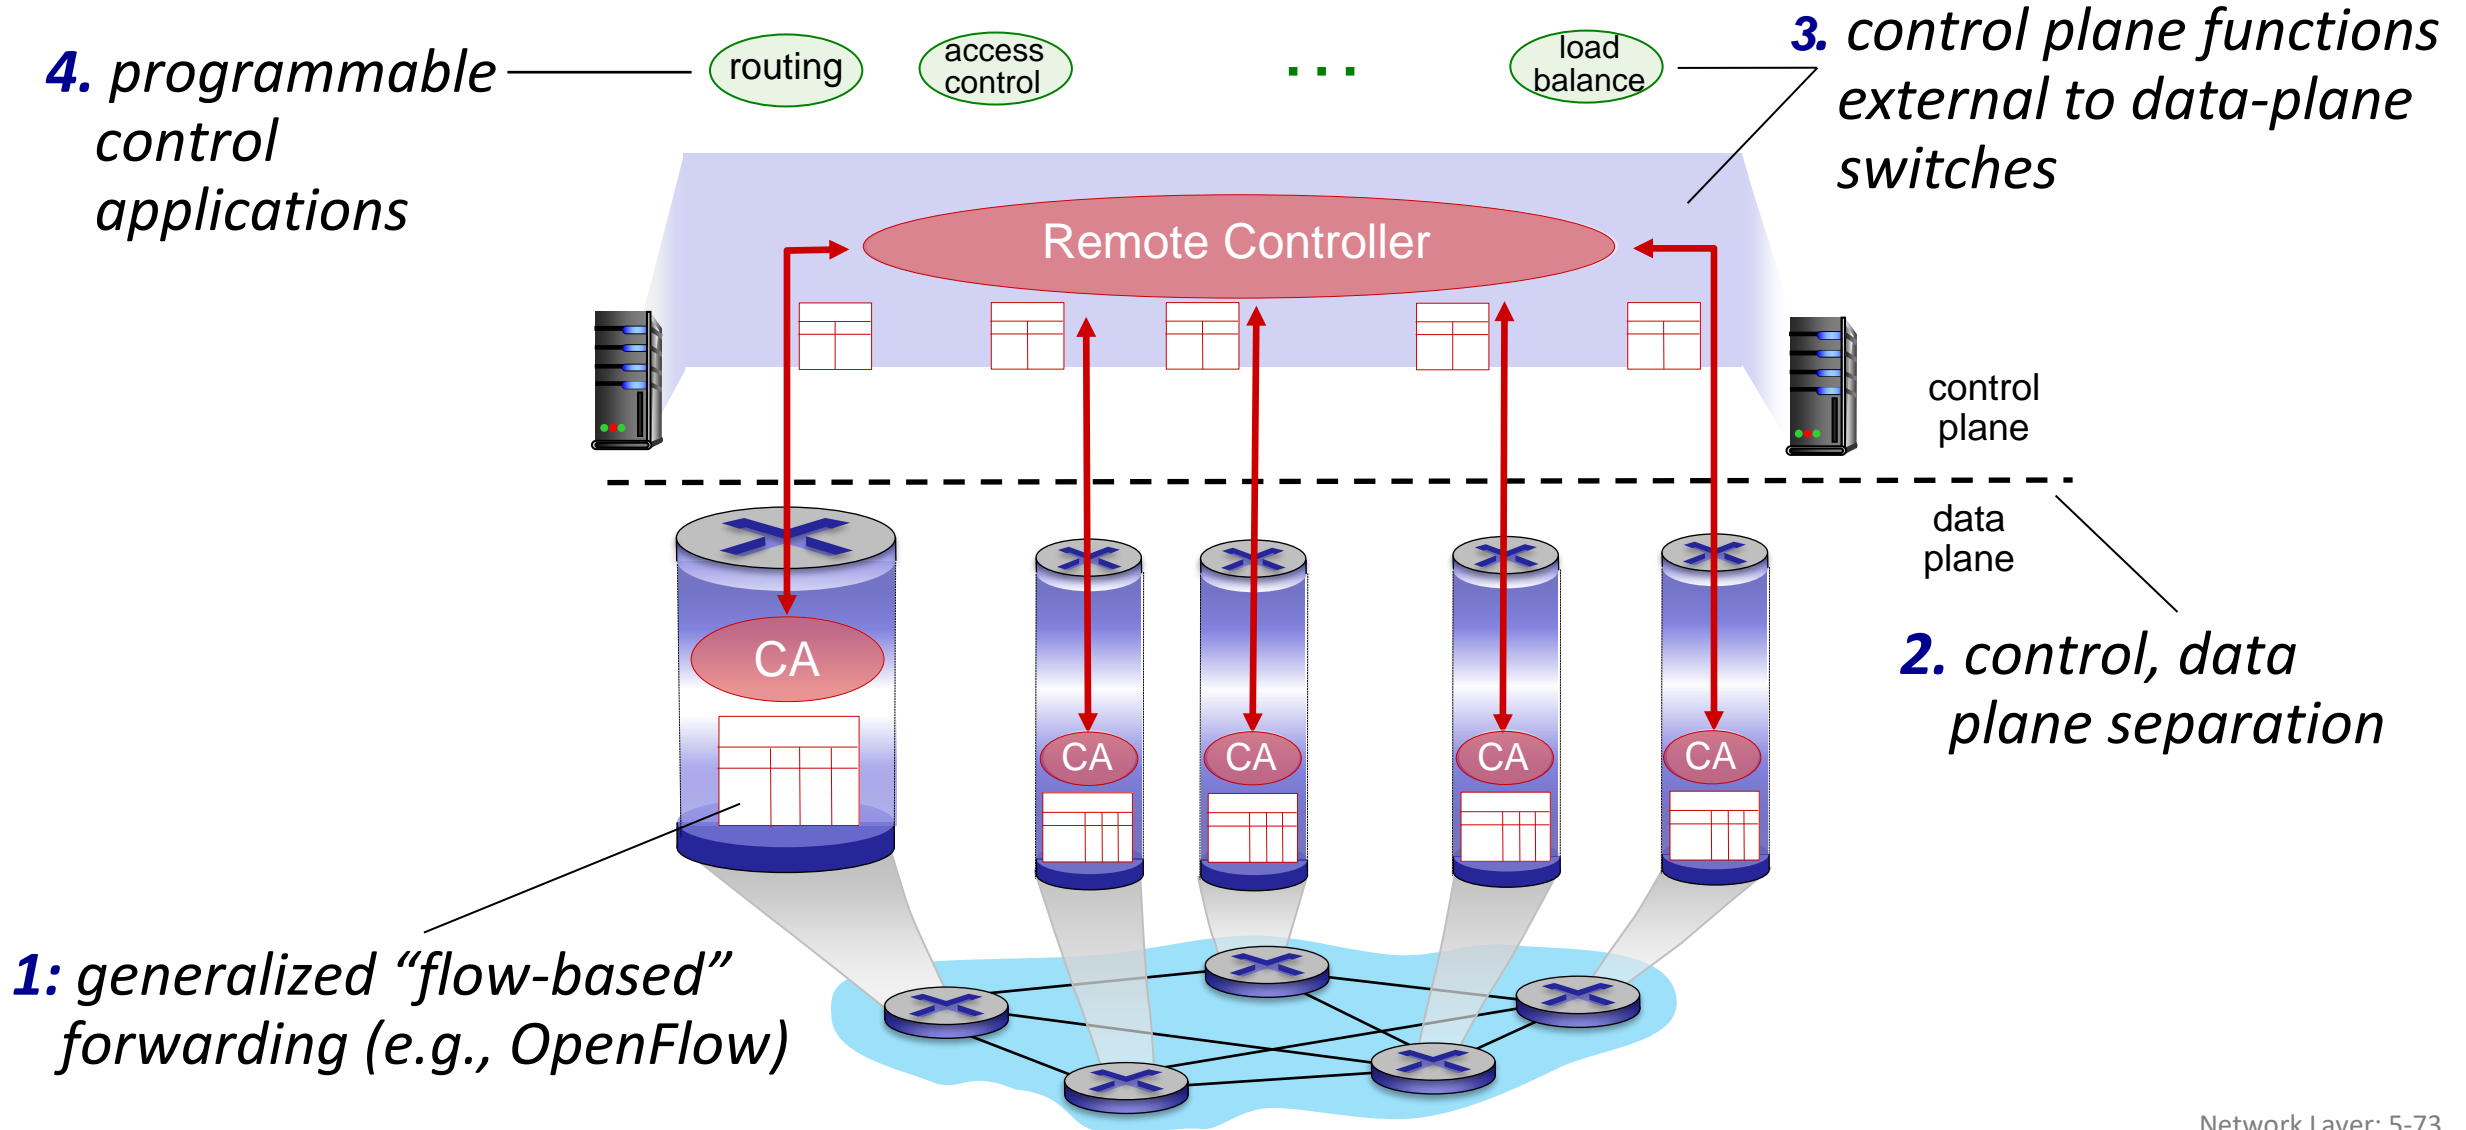 4. programmable
control
applications
routing
access
control
...
load
balance
3. control plane functions
external to data-plane
switches
Remote Controller
control
plane
data
plane
CA
CA
CA
CA
CA
2. control, data
plane separation
1: generalized “flow-based”
forwarding (e.g., OpenFlow)
Network Layer: 5-73